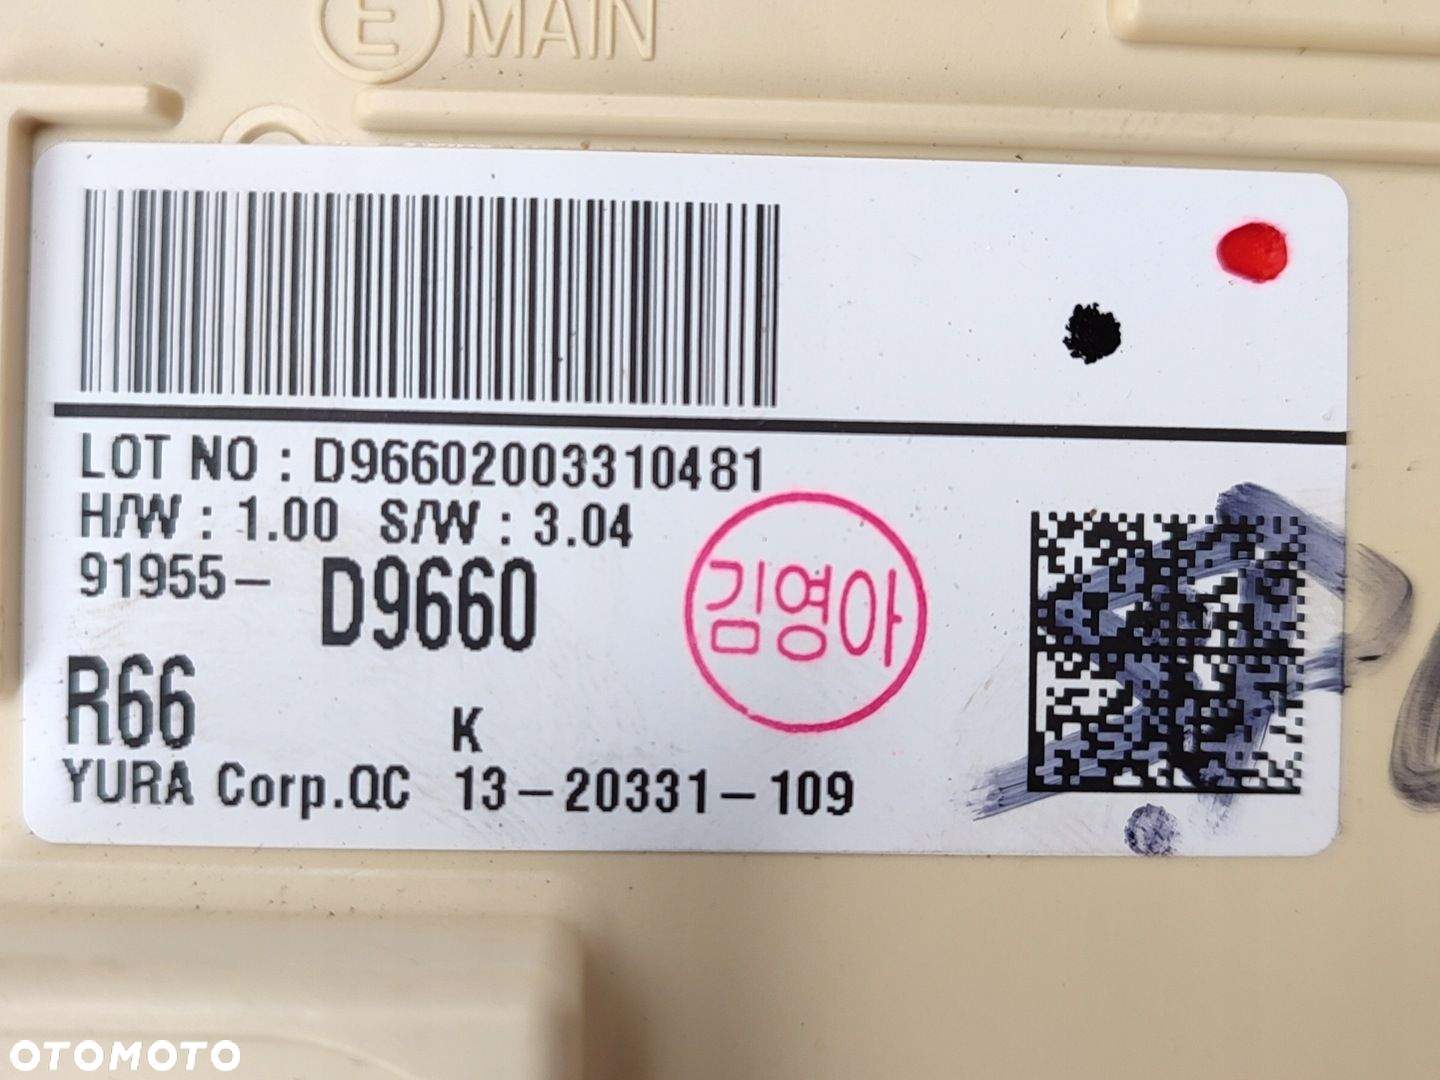 E MAIN
LOT NO : D96602003310481
H/W : 1.00 S/W : 3.04
91955- D9660
김영아
R66 K
YURA Corp.QC 13-20331-109
OTOMOTO